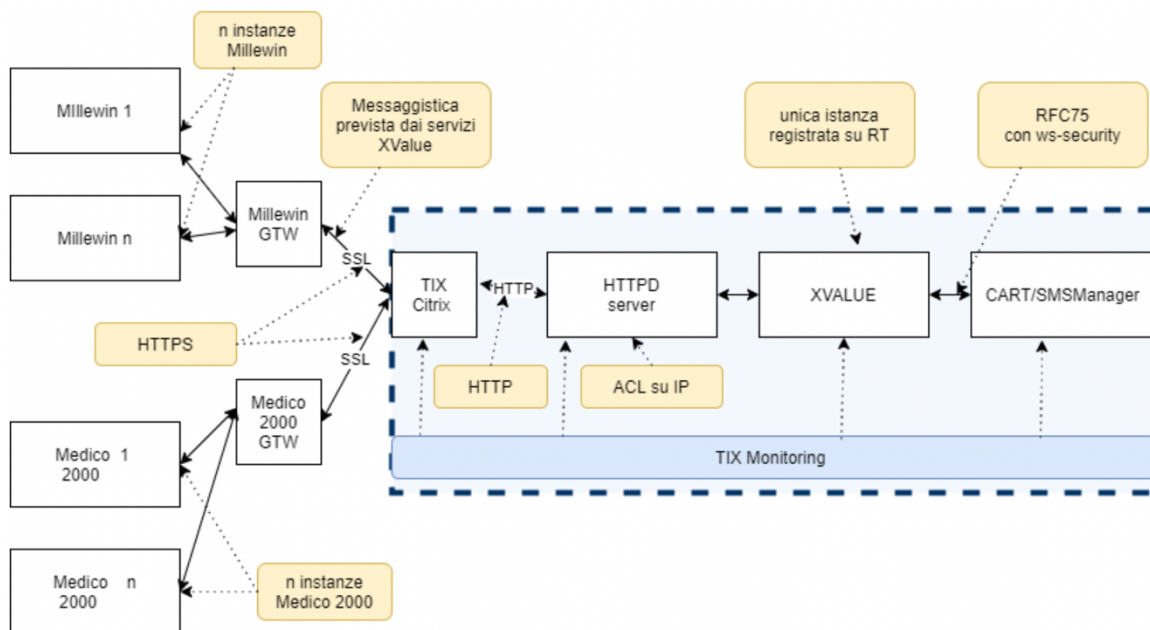 n instanze
Millewin
MIllewin 1
Messaggistica
prevista dai servizi
XValue
unica istanza
registrata su RT
RFC75
con ws-security
Millewin n
Millewin
GTW
SSL
TIX
Citrix
HTTP
HTTPD
server
XVALUE
CART/SMSManager
HTTPS
SSL
HTTP
ACL su IP
Medico
2000
GTW
Medico 1
2000
TIX Monitoring
Medico n
2000
n instanze
Medico 2000